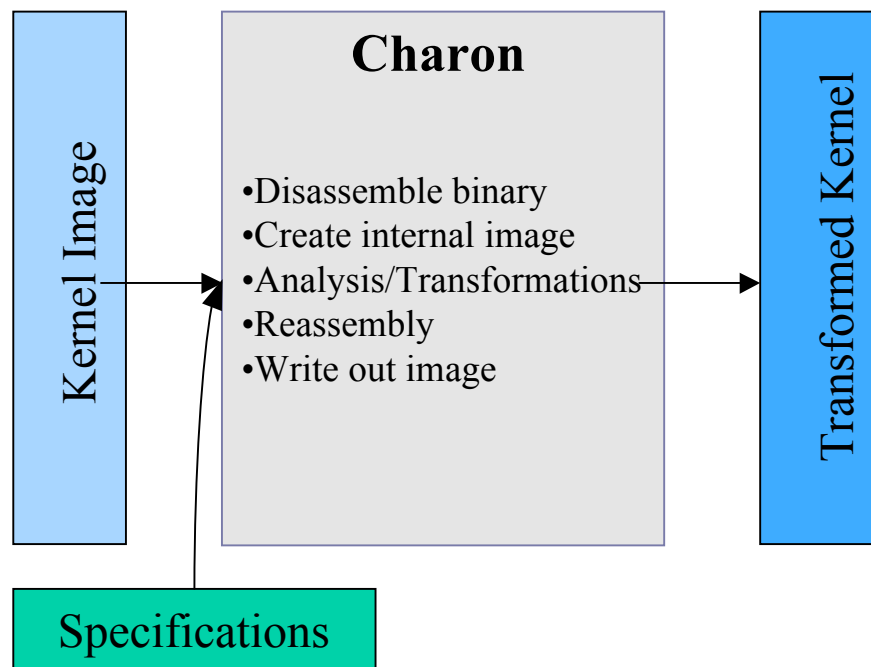 Kernel Image
Charon
•Disassemble binary
•Create internal image
•Analysis/Transformations
•Reassembly
•Write out image
Transformed Kernel
Specifications